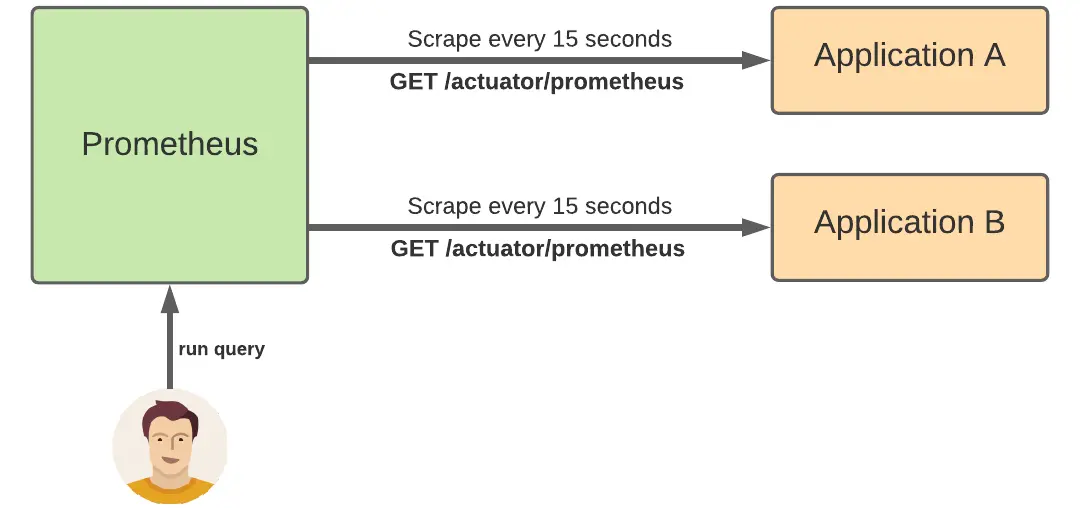 Scrape every 15 seconds
GET /actuator/prometheus
Application A
Prometheus
Scrape every 15 seconds
GET /actuator/prometheus
Application B
run query